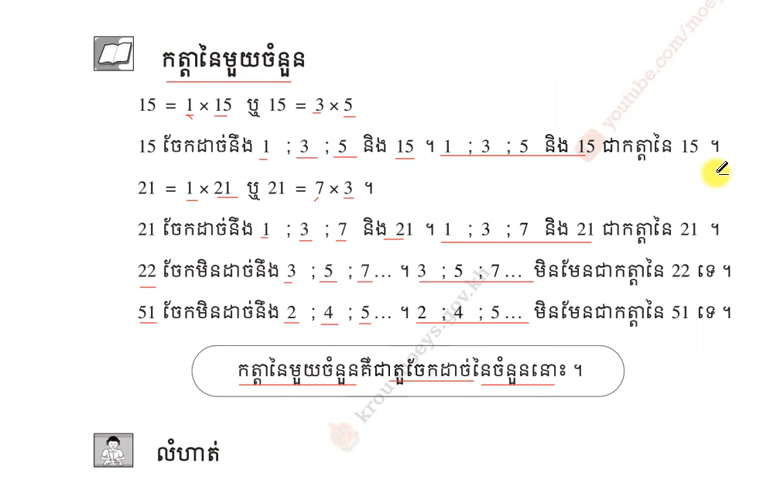 កត្តានៃមួយចំនួន
15 = 1 × 15 ឬ 15 = 3 × 5
15 ចែកដាច់នឹង 1 ; 3 ; 5 និង 15 ។ 1 ; 3 ; 5 និង 15 ជាកត្តានៃ 15 ។
21 = 1 × 21 ឬ 21 = 7 × 3 ។
21 ចែកដាច់នឹង 1 ; 3 ; 7 និង 21 ។ 1 ; 3 ; 7 និង 21 ជាកត្តានៃ 21 ។
22 ចែកមិនដាច់នឹង 3 ; 5 ; 7… ។ 3 ; 5 ; 7… មិនមែនជាកត្តានៃ 22 ទេ ។
51 ចែកមិនដាច់នឹង 2 ; 4 ; 5… ។ 2 ; 4 ; 5… មិនមែនជាកត្តានៃ 51 ទេ ។
កត្តានៃមួយចំនួនគឺជាតួចែកដាច់នៃចំនួននោះ ។
លំហាត់
krou.moeys.gov.kh
youtube.com/moey